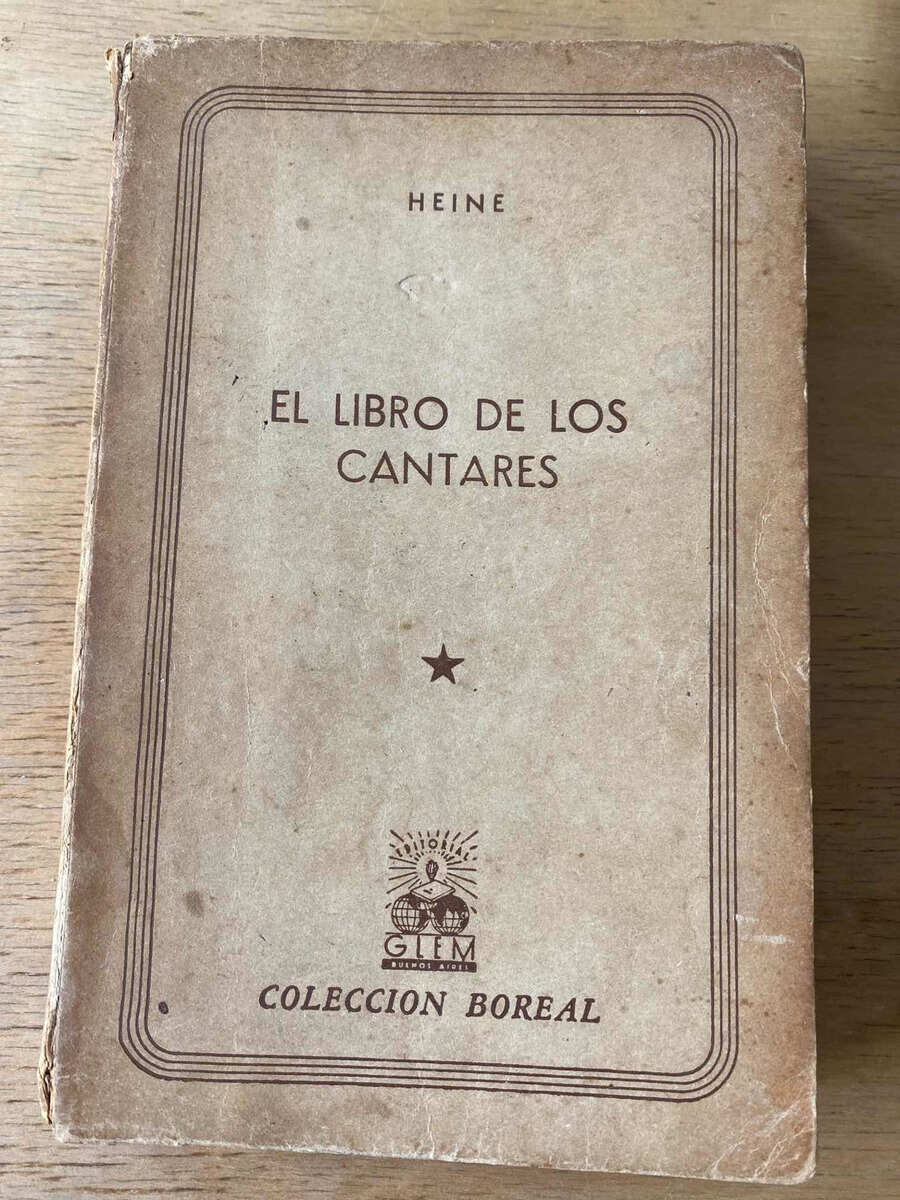 HEINE
EL LIBRO DE LOS
CANTARES
EDITORIAL
GLEM
BUENOS AIRES
COLECCION BOREAL